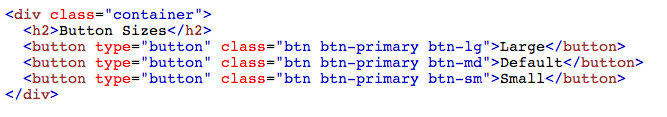 <div class="container">
  <h2>Button Sizes</h2>
  <button type="button" class="btn btn-primary btn-lg">Large</button>
  <button type="button" class="btn btn-primary btn-md">Default</button>
  <button type="button" class="btn btn-primary btn-sm">Small</button>
</div>